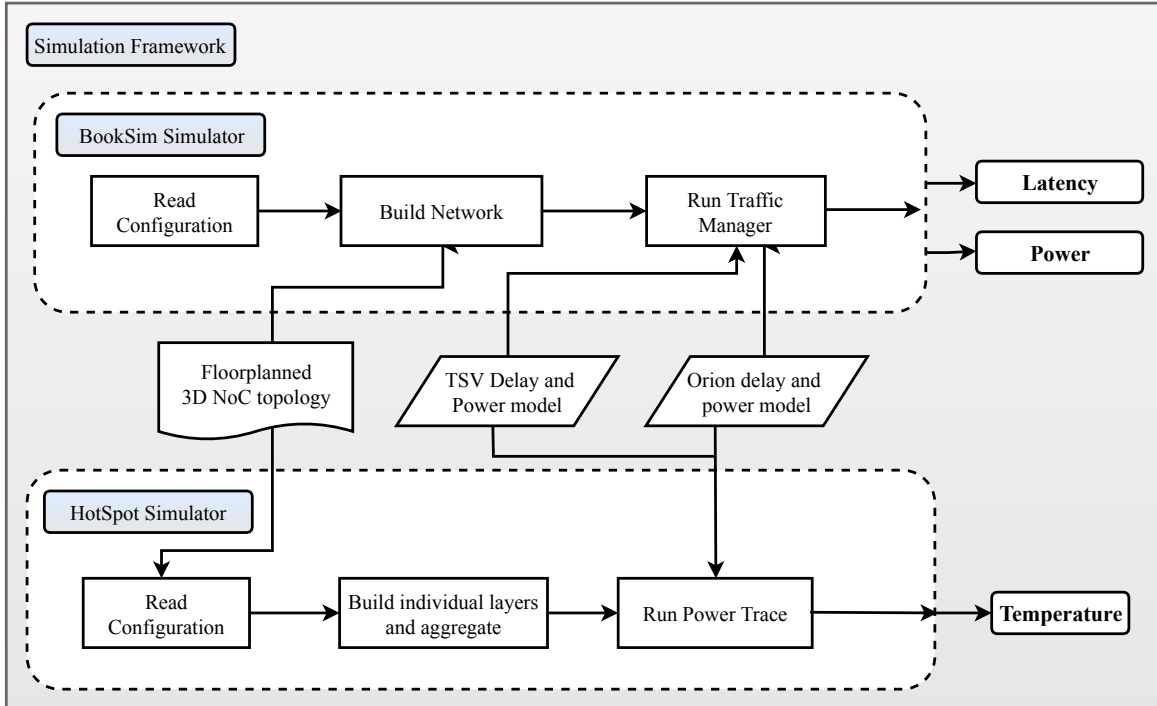 Simulation Framework
BookSim Simulator
Read
Configuration
Build Network
Run Traffic
Manager
Latency
Power
Floorplanned
3D NoC topology
TSV Delay and
Power model
Orion delay and
power model
HotSpot Simulator
Read
Configuration
Build individual layers
and aggregate
Run Power Trace
Temperature